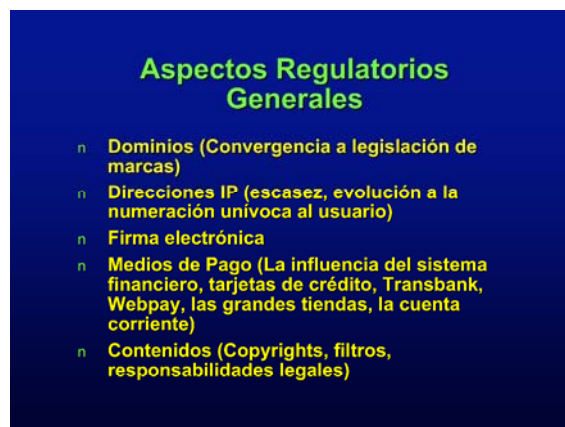 Aspectos Regulatorios
Generales
n Dominios (Convergencia a legislación de
marcas)
n Direcciones IP (escasez, evolución a la
numeración unívoca al usuario)
n Firma electrónica
n Medios de Pago (La influencia del sistema
financiero, tarjetas de crédito, Transbank,
Webpay, las grandes tiendas, la cuenta
corriente)
n Contenidos (Copyrights, filtros,
responsabilidades legales)